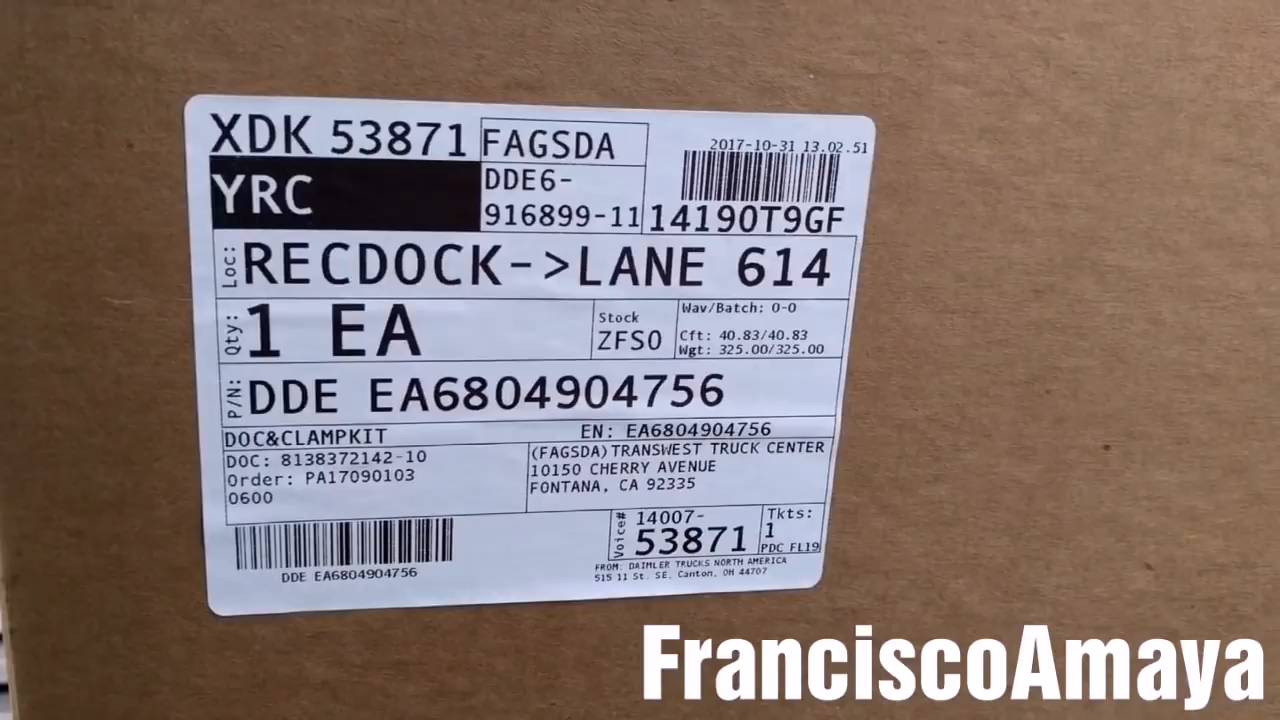 XDK 53871
FAGSDA
2017-10-31 13.02.51
YRC
DDE6-
916899-11
14190T9GF
Loc: RECDOCK->LANE 614
Qty: 1 EA
Stock
ZFS0
Wav/Batch: 0-0
Cft: 40.83/40.83
Wgt: 325.00/325.00
P/N: DDE EA6804904756
DOC&CLAMPKIT
EN: EA6804904756
DOC: 8138372142-10
Order: PA17090103
0600
(FAGSDA)TRANSWEST TRUCK CENTER
10150 CHERRY AVENUE
FONTANA, CA 92335
DDE EA6804904756
Voice# 14007-
53871
Tkts:
1
PDC FL19
FROM: DAIMLER TRUCKS NORTH AMERICA
515 11 St. SE, Canton, OH 44707
FranciscoAmaya